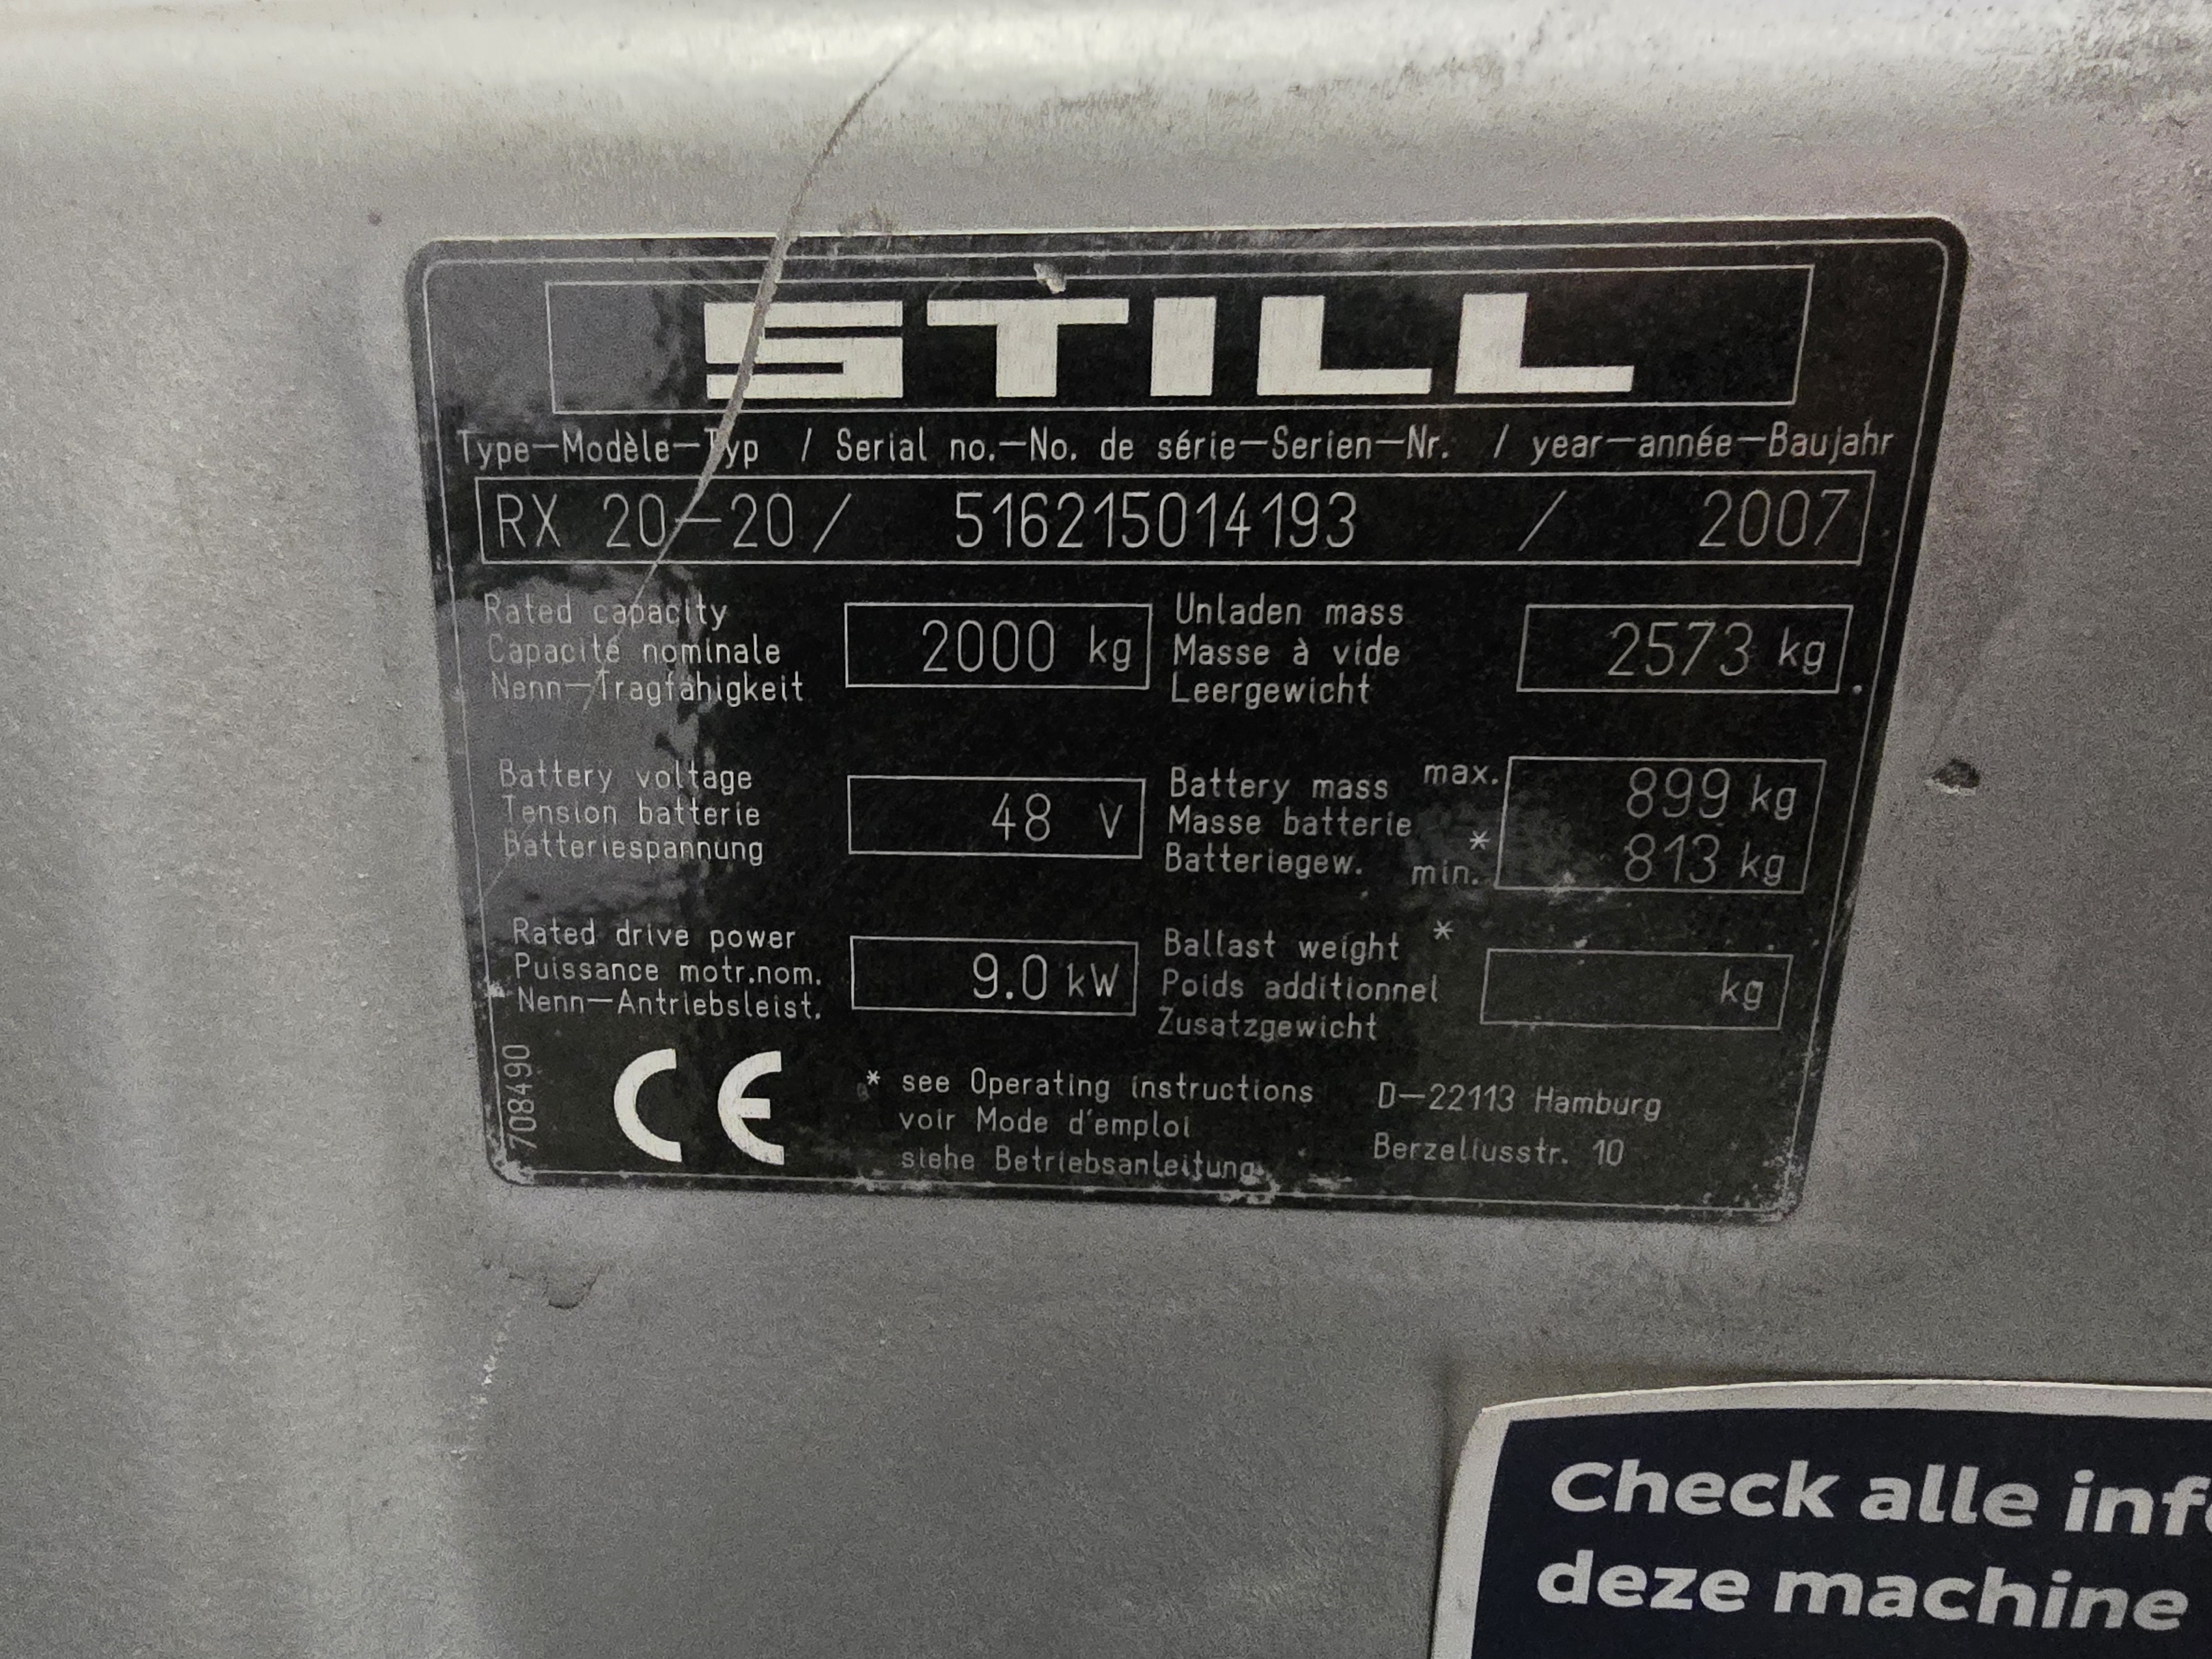 STILL
Type—Modèle—Typ / Serial no.—No. de série—Serien—Nr. / year—année—Baujahr
RX 20—20 / 516215014193 / 2007
Rated capacity
Capacité nominale
Nenn—Tragfähigkeit
2000 kg
Unladen mass
Masse à vide
Leergewicht
2573 kg
Battery voltage
Tension batterie
Batteriespannung
48 V
Battery mass max.
Masse batterie *
Batteriegew. min.
899 kg
813 kg
Rated drive power
Puissance motr.nom.
Nenn—Antriebsleist.
9.0 kW
Ballast weight *
Poids additionnel
Zusatzgewicht
kg
708490
CE
* see Operating instructions
voir Mode d'emploi
siehe Betriebsanleitung
D—22113 Hamburg
Berzeliusstr. 10
Check alle
deze machine